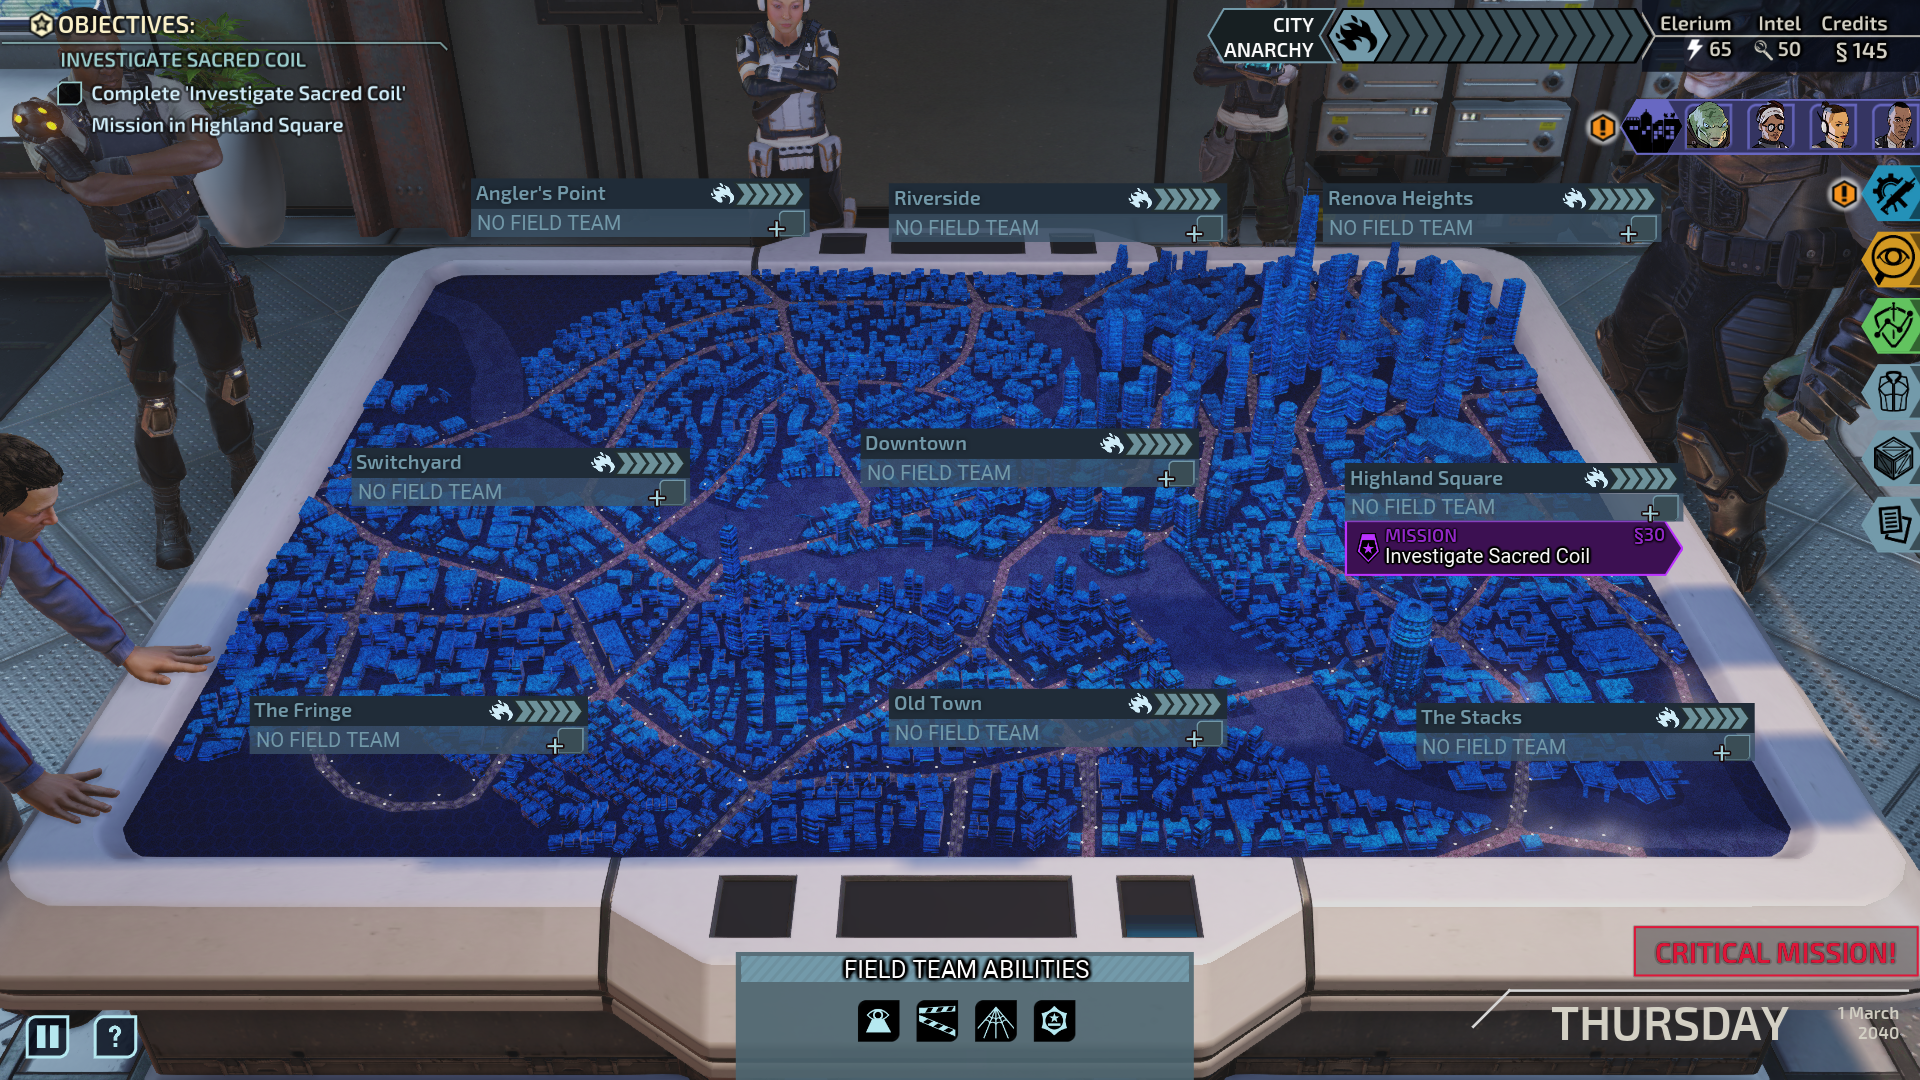 OBJECTIVES:
INVESTIGATE SACRED COIL
Complete 'Investigate Sacred Coil'
Mission in Highland Square
CITY
ANARCHY
Elerium Intel Credits
65 50 § 145
Angler's Point
NO FIELD TEAM
Riverside
NO FIELD TEAM
Renova Heights
NO FIELD TEAM
Switchyard
NO FIELD TEAM
Downtown
NO FIELD TEAM
Highland Square
NO FIELD TEAM
MISSION §30
Investigate Sacred Coil
The Fringe
NO FIELD TEAM
Old Town
NO FIELD TEAM
The Stacks
NO FIELD TEAM
CRITICAL MISSION!
FIELD TEAM ABILITIES
THURSDAY
1 March
2040
?